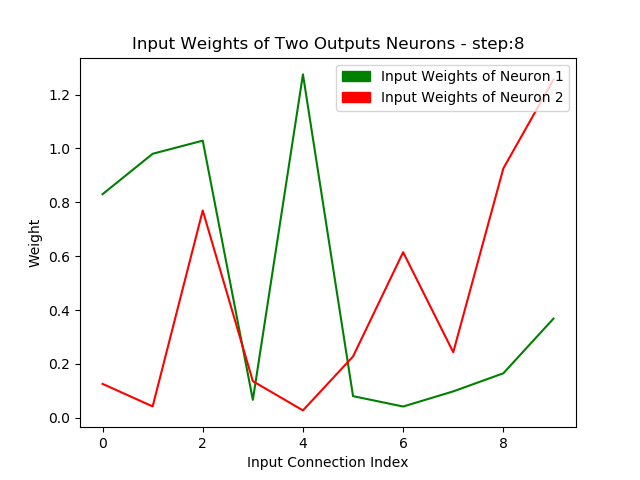 Input Weights of Two Outputs Neurons - step:8
Input Weights of Neuron 1
Input Weights of Neuron 2
Weight
1.2
1.0
0.8
0.6
0.4
0.2
0.0
0 2 4 6 8
Input Connection Index